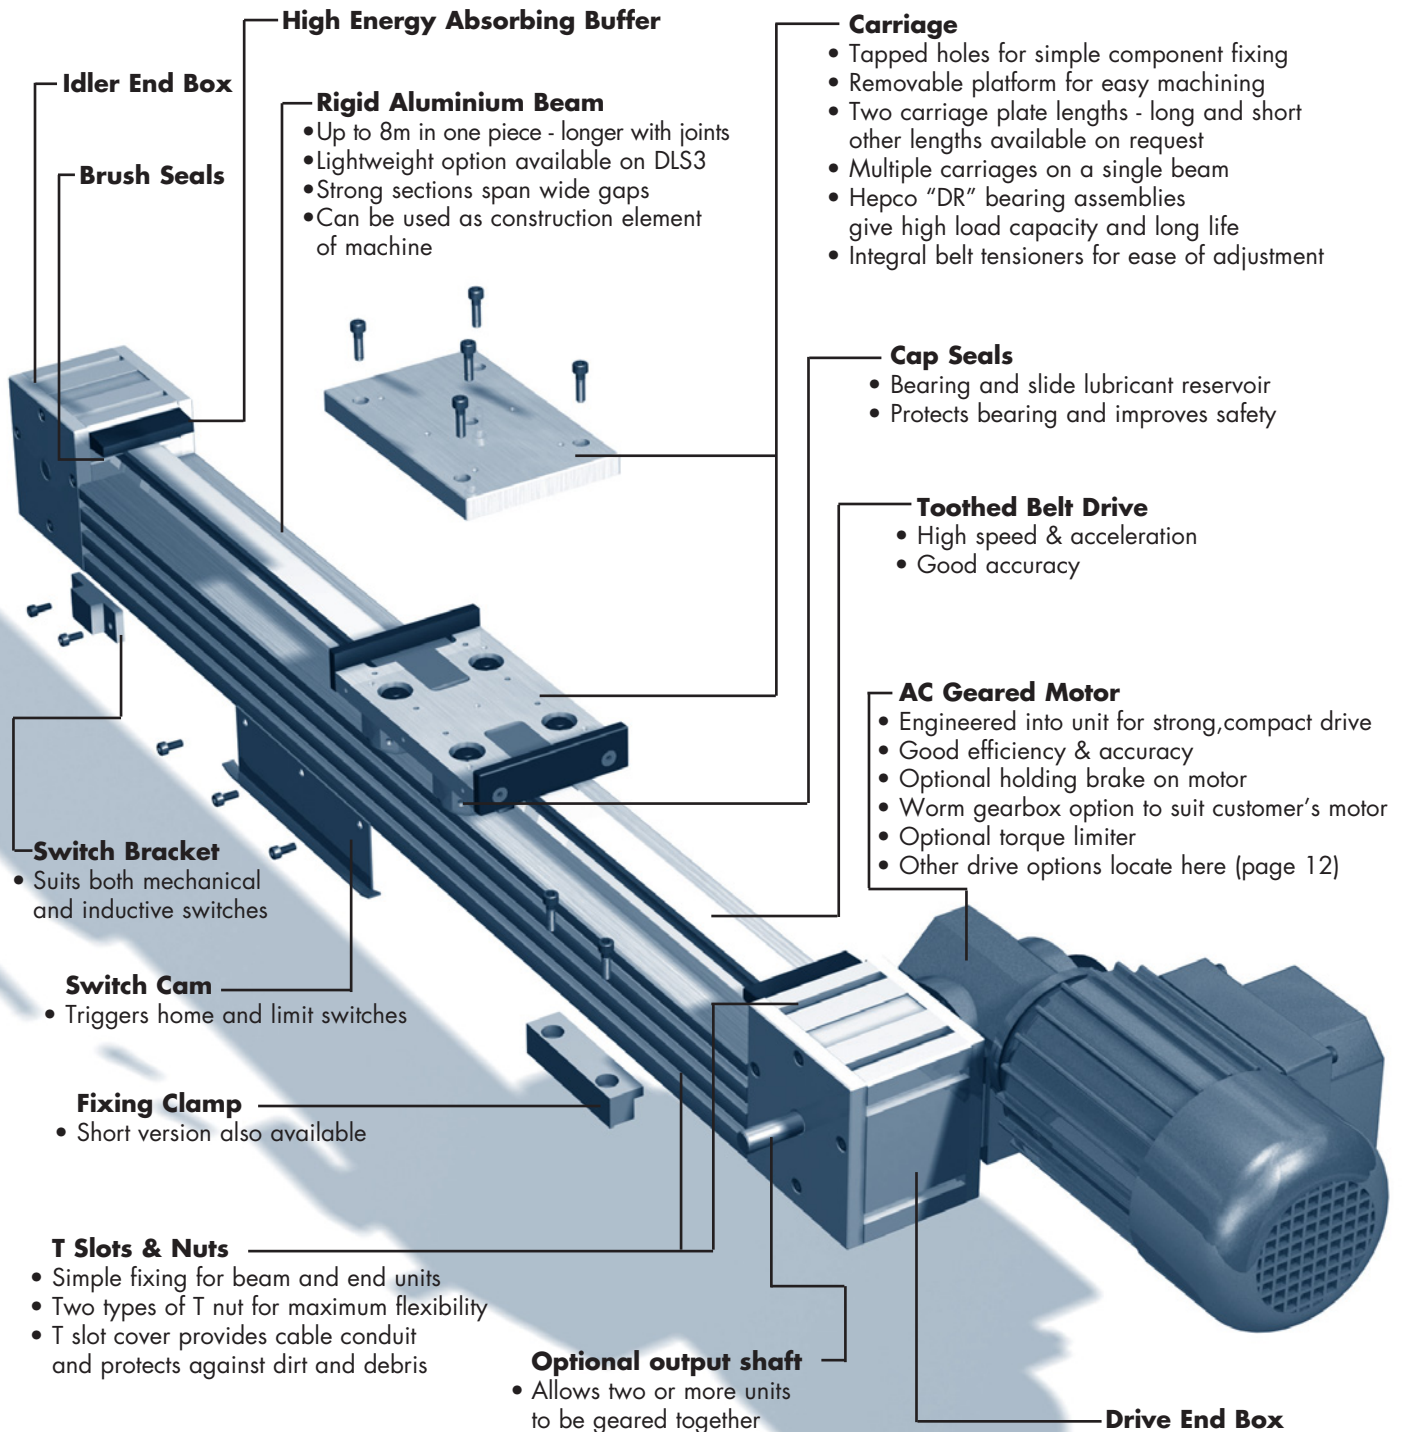 High Energy Absorbing Buffer
Idler End Box
Brush Seals
Rigid Aluminium Beam
•Up to 8m in one piece - longer with joints
•Lightweight option available on DLS3
•Strong sections span wide gaps
•Can be used as construction element
of machine
Carriage
• Tapped holes for simple component fixing
• Removable platform for easy machining
• Two carriage plate lengths - long and short
other lengths available on request
• Multiple carriages on a single beam
• Hepco “DR” bearing assemblies
give high load capacity and long life
• Integral belt tensioners for ease of adjustment
Cap Seals
• Bearing and slide lubricant reservoir
• Protects bearing and improves safety
Toothed Belt Drive
• High speed & acceleration
• Good accuracy
AC Geared Motor
• Engineered into unit for strong,compact drive
• Good efficiency & accuracy
• Optional holding brake on motor
• Worm gearbox option to suit customer’s motor
• Optional torque limiter
• Other drive options locate here (page 12)
Switch Bracket
• Suits both mechanical
and inductive switches
Switch Cam
• Triggers home and limit switches
Fixing Clamp
• Short version also available
T Slots & Nuts
• Simple fixing for beam and end units
• Two types of T nut for maximum flexibility
• T slot cover provides cable conduit
and protects against dirt and debris
Optional output shaft
• Allows two or more units
to be geared together
Drive End Box